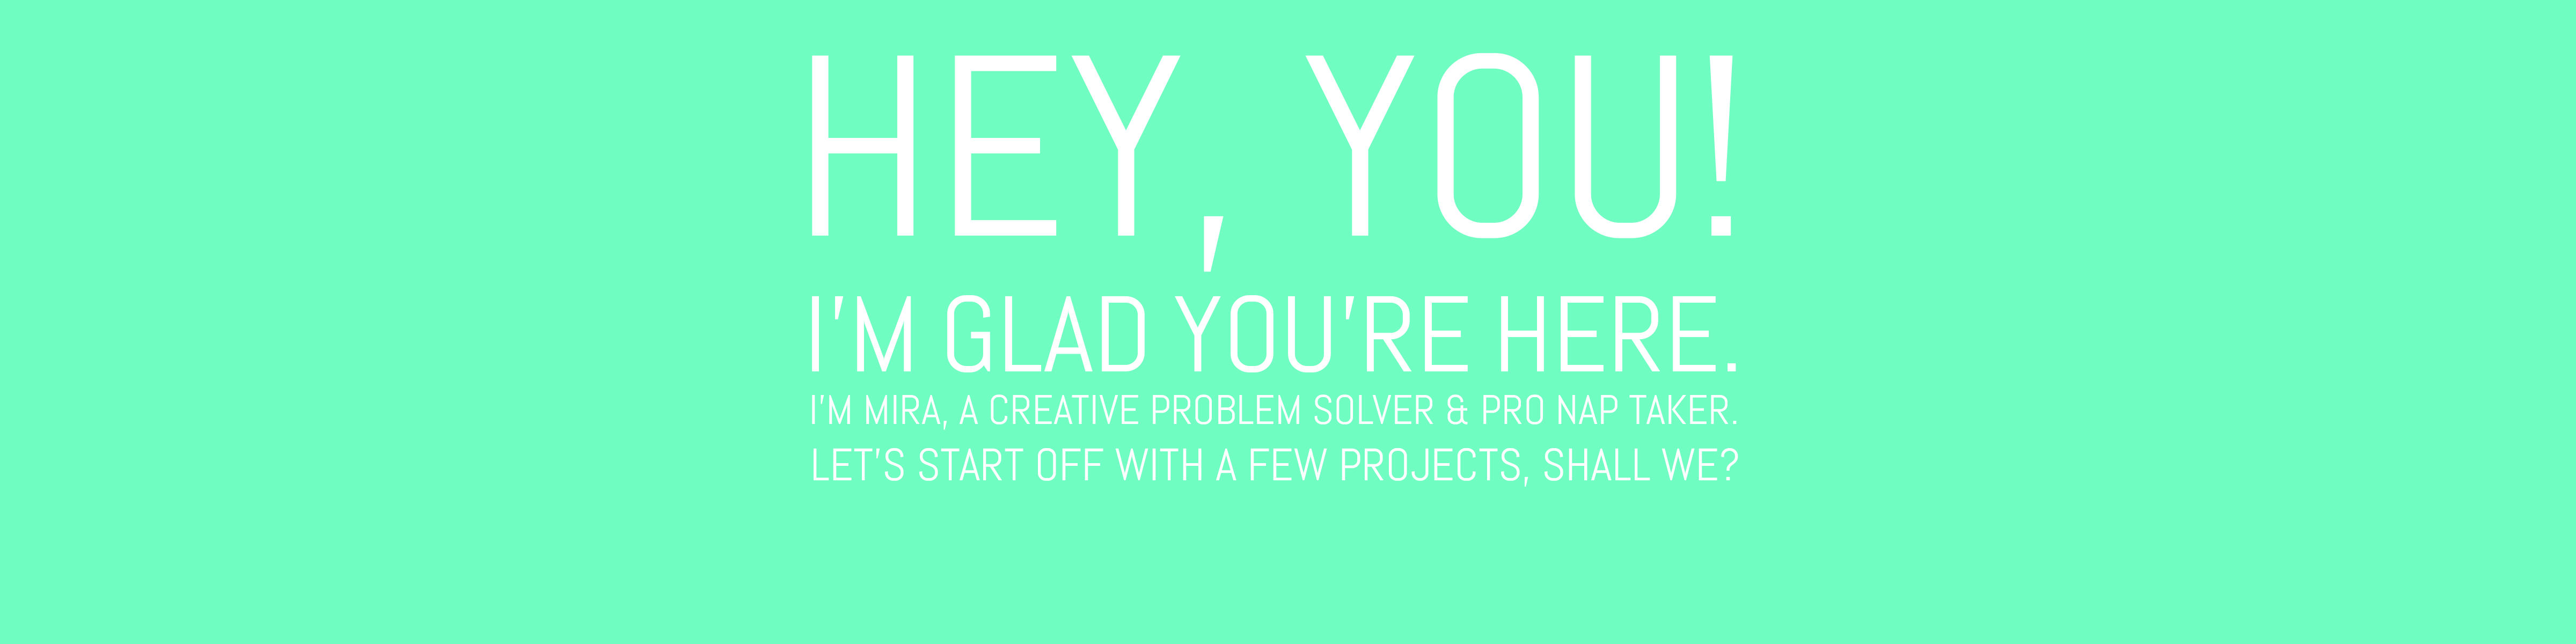 HEY, YOU!
I'M GLAD YOU'RE HERE.
I'M MIRA, A CREATIVE PROBLEM SOLVER & PRO NAP TAKER.
LET'S START OFF WITH A FEW PROJECTS, SHALL WE?